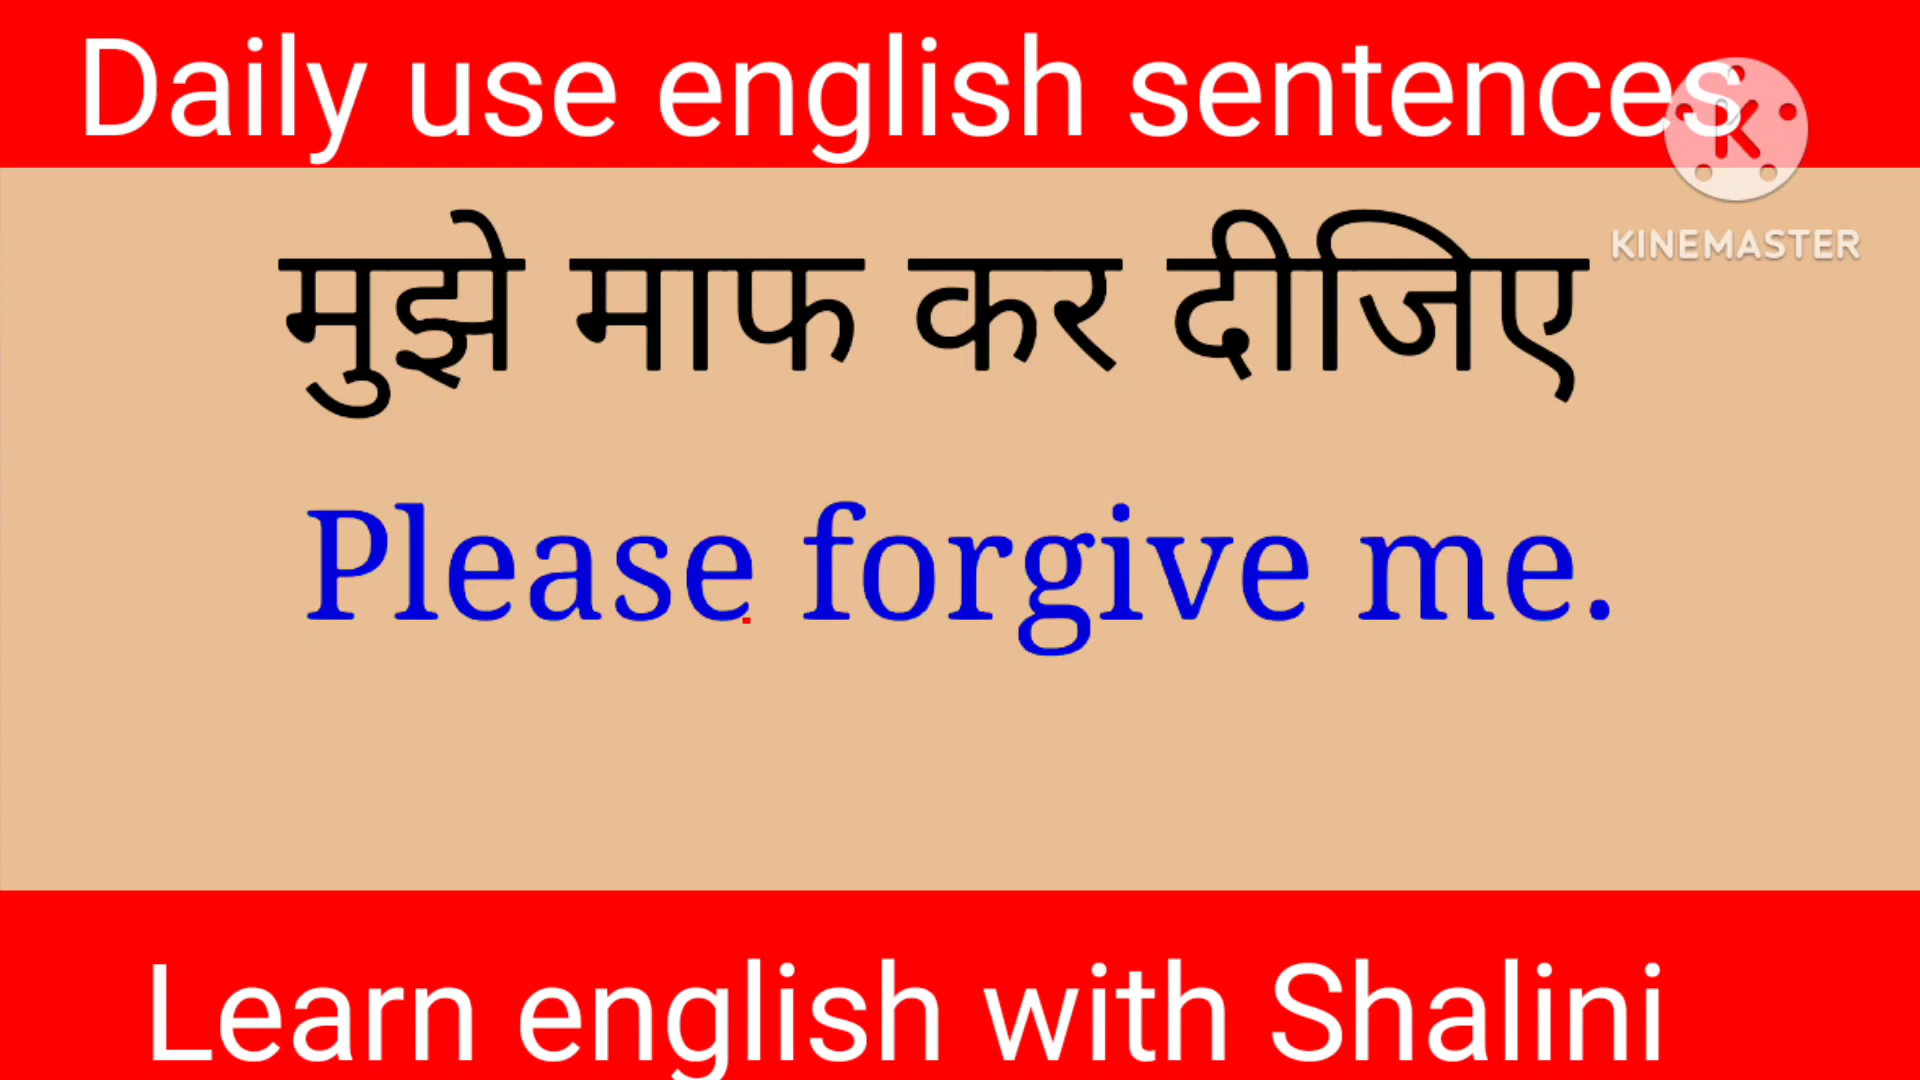 Daily use english sentences
KINEMASTER
मुझे माफ कर दीजिए
Please forgive me.
Learn english with Shalini